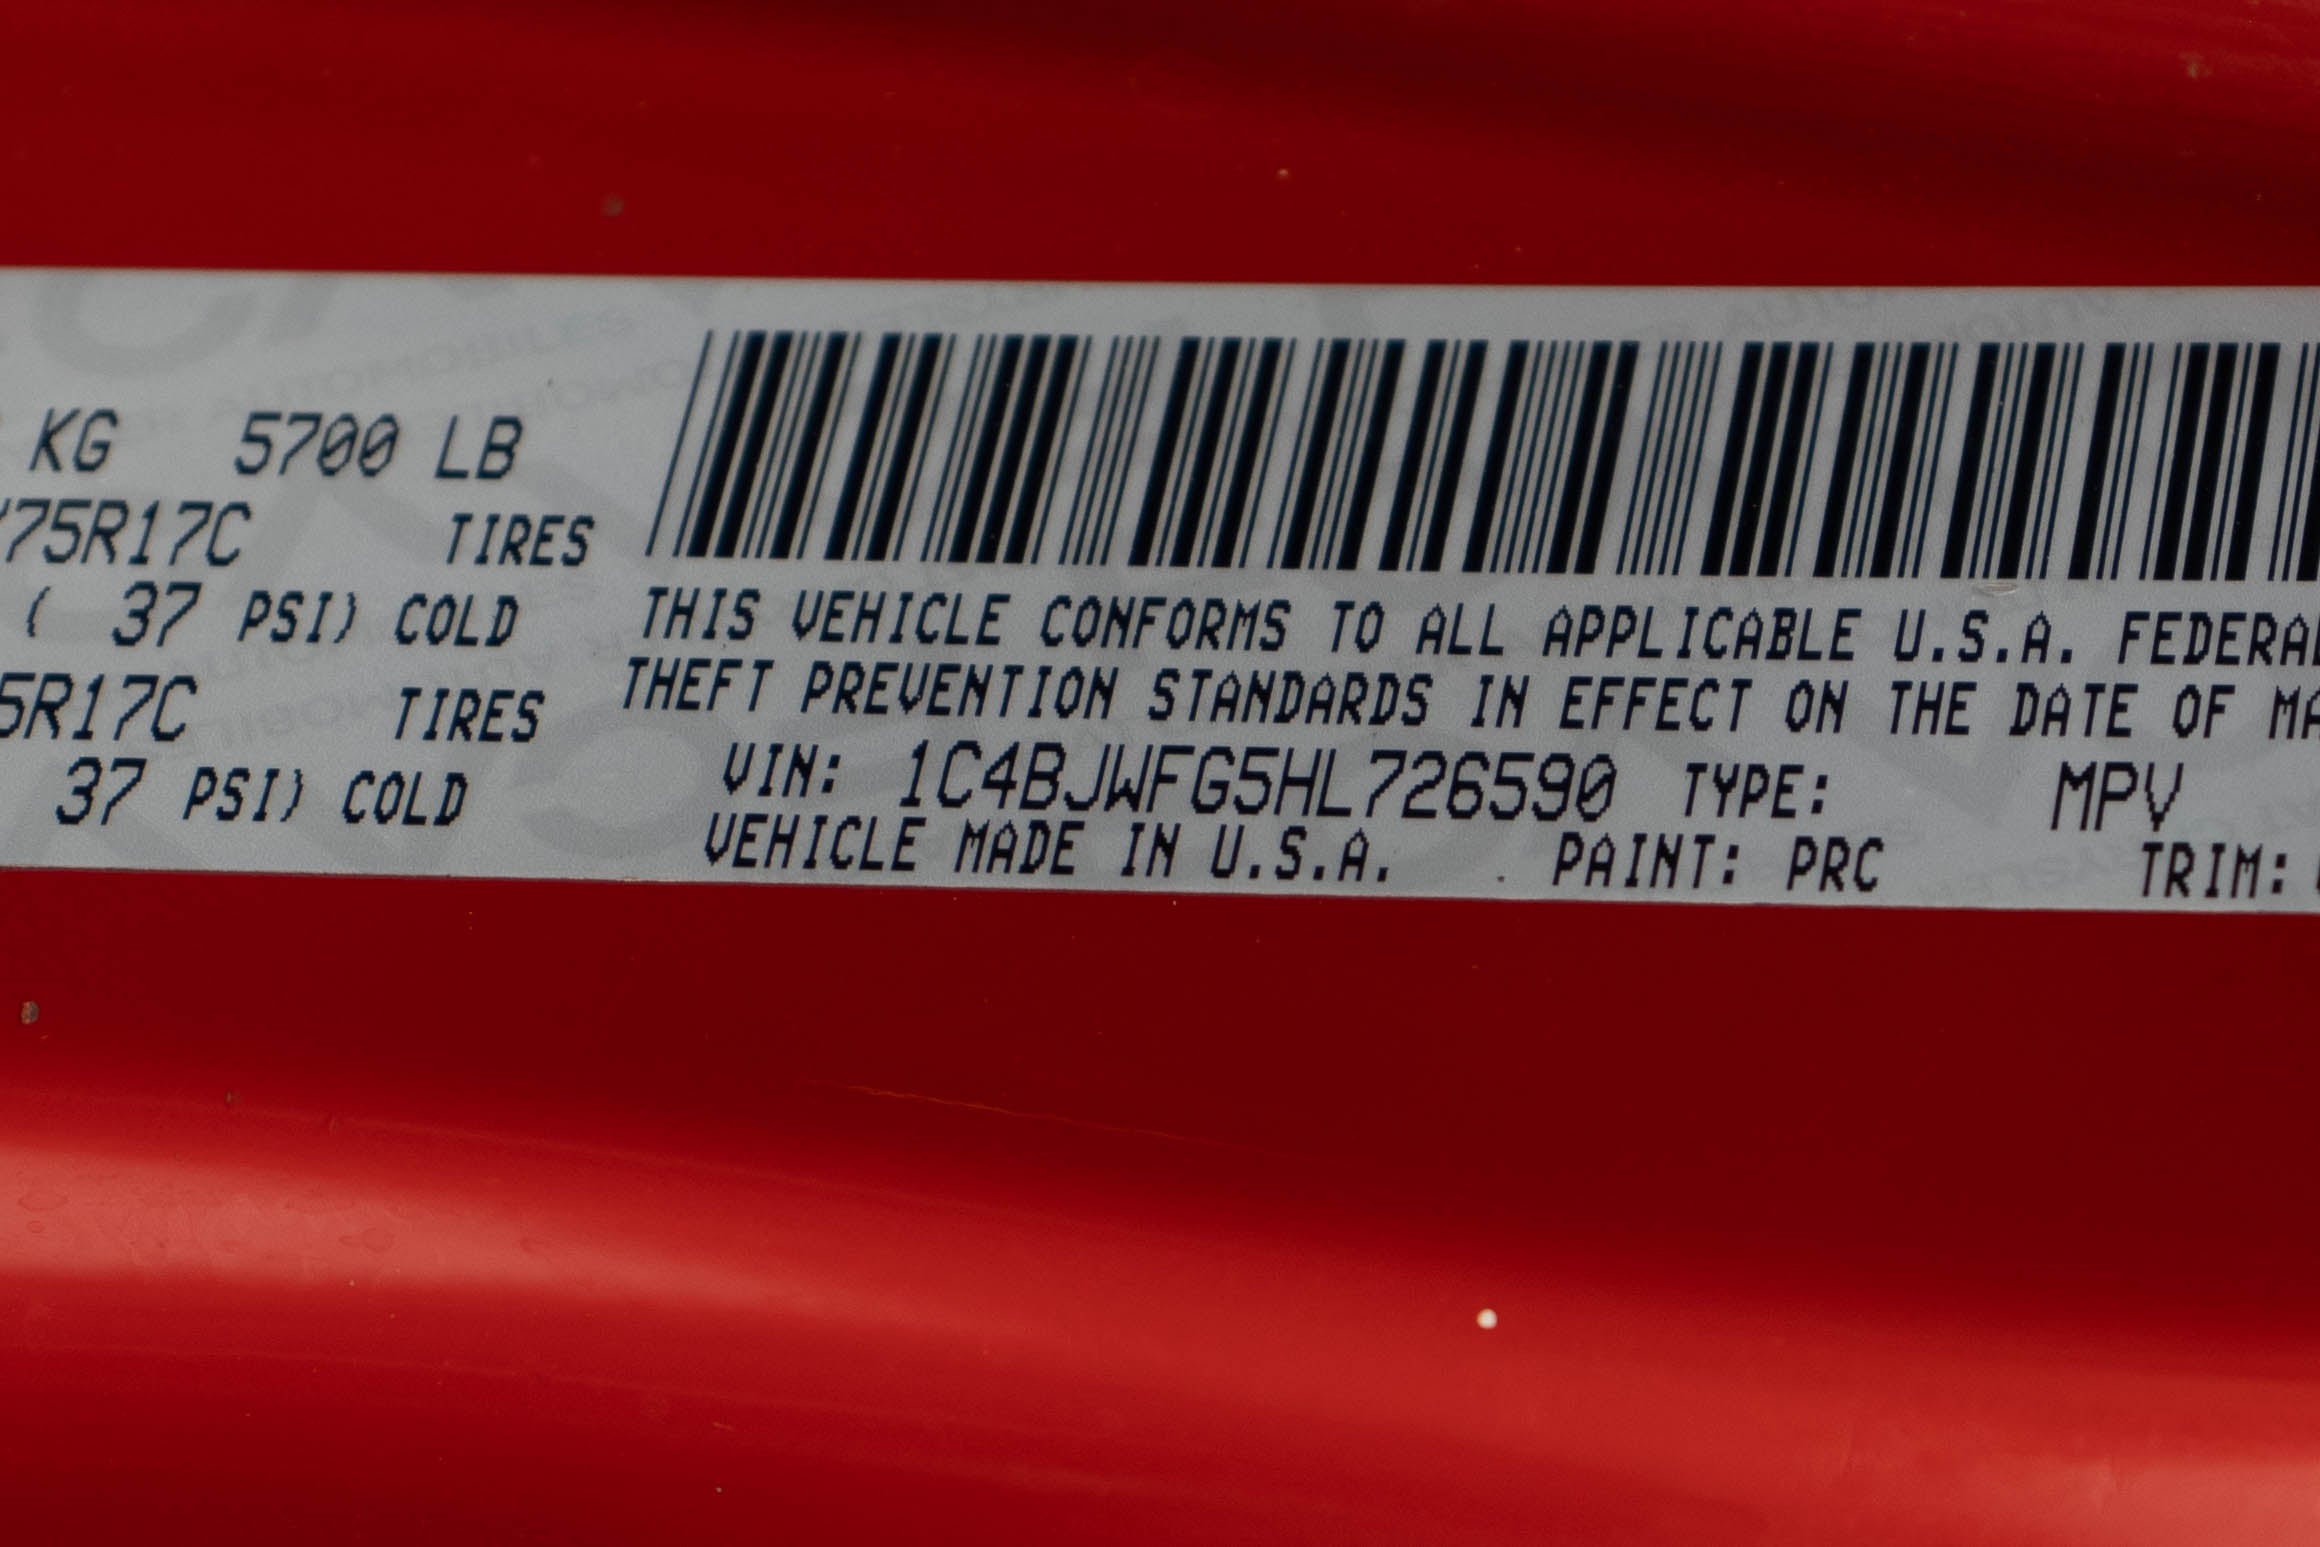 KG 5700 LB
75R17C TIRES
( 37 PSI) COLD
5R17C TIRES
37 PSI) COLD
THIS VEHICLE CONFORMS TO ALL APPLICABLE U.S.A. FEDERAL
THEFT PREVENTION STANDARDS IN EFFECT ON THE DATE OF MA
VIN: 1C4BJWFG5HL726590 TYPE: MPV
VEHICLE MADE IN U.S.A. PAINT: PRC TRIM: